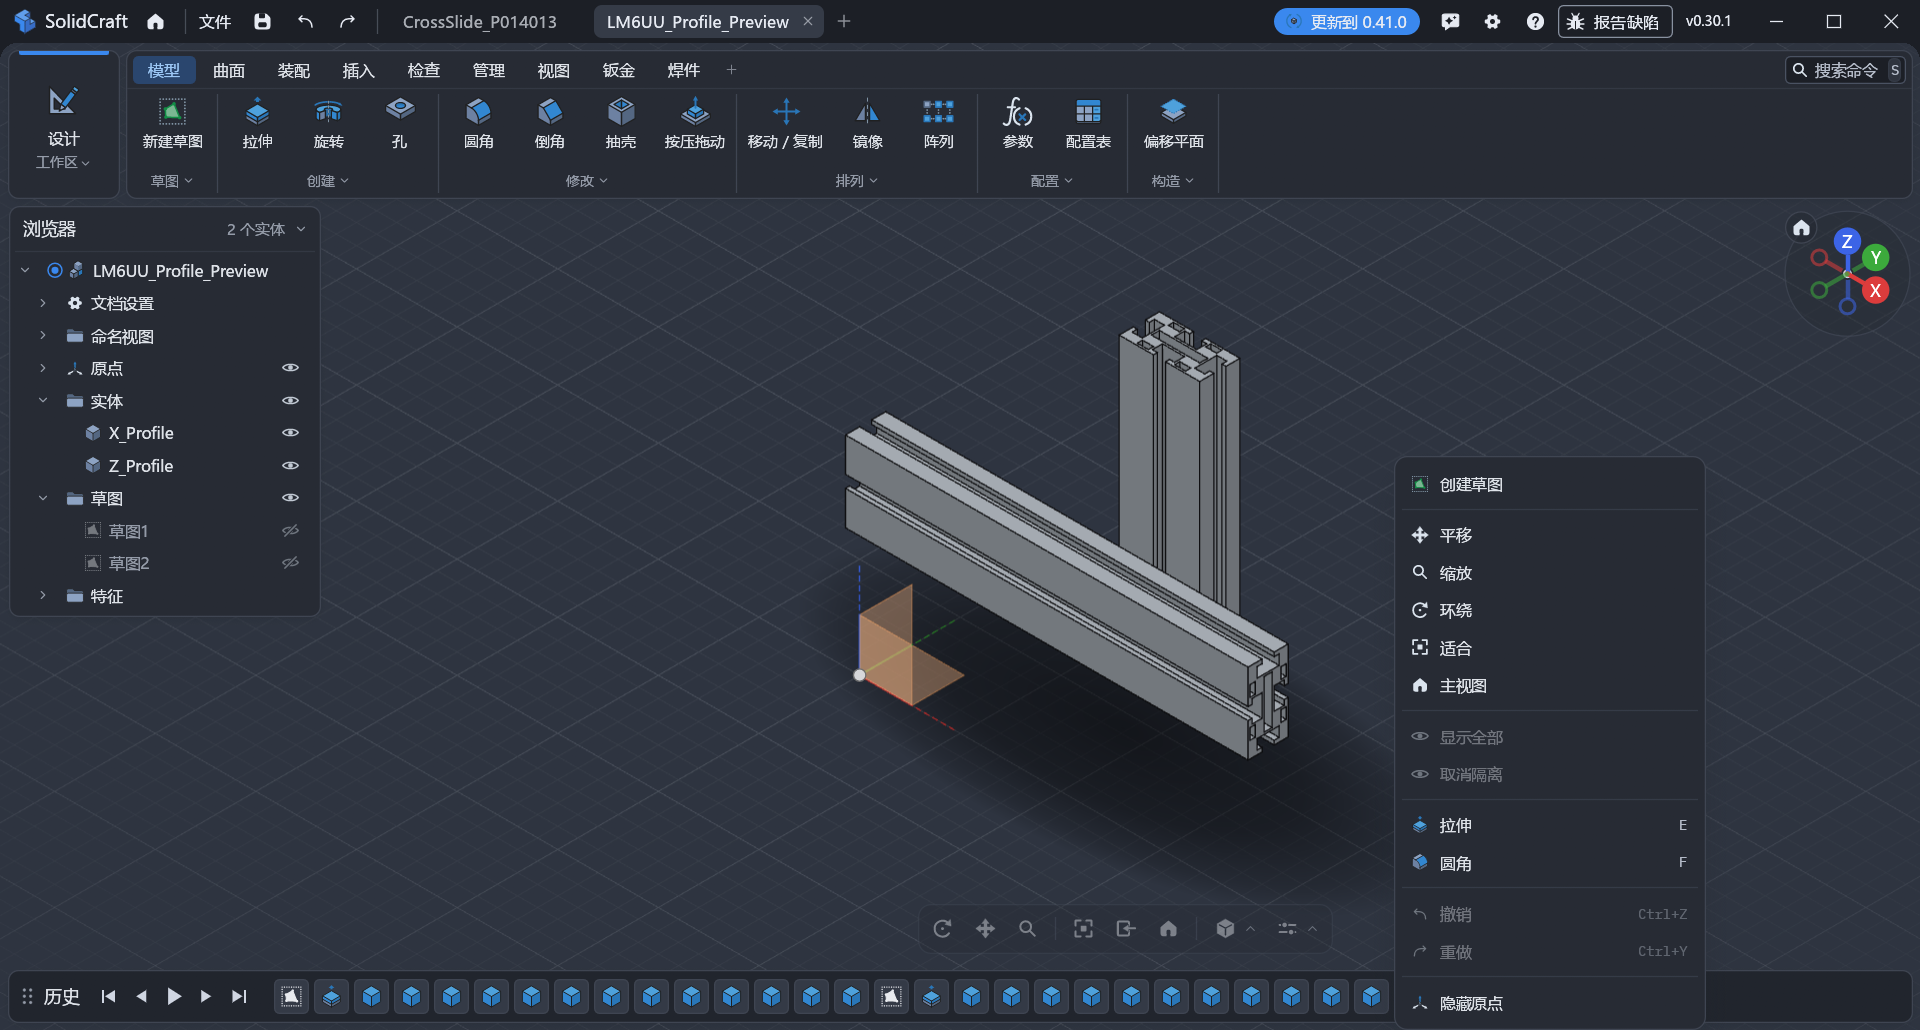 SolidCraft
文件
CrossSlide_P014013
LM6UU_Profile_Preview
更新到 0.41.0
报告缺陷
v0.30.1
设计
工作区
模型
曲面
装配
插入
检查
管理
视图
钣金
焊件
搜索命令 S
新建草图
拉伸
旋转
孔
圆角
倒角
抽壳
按压拖动
移动 / 复制
镜像
阵列
参数
配置表
偏移平面
草图
创建
修改
排列
配置
构造
浏览器
2 个实体
LM6UU_Profile_Preview
文档设置
命名视图
原点
实体
X_Profile
Z_Profile
草图
草图1
草图2
特征
Z
Y
X
创建草图
平移
缩放
环绕
适合
主视图
显示全部
取消隔离
拉伸 E
圆角 F
撤销 Ctrl+Z
重做 Ctrl+Y
隐藏原点
历史